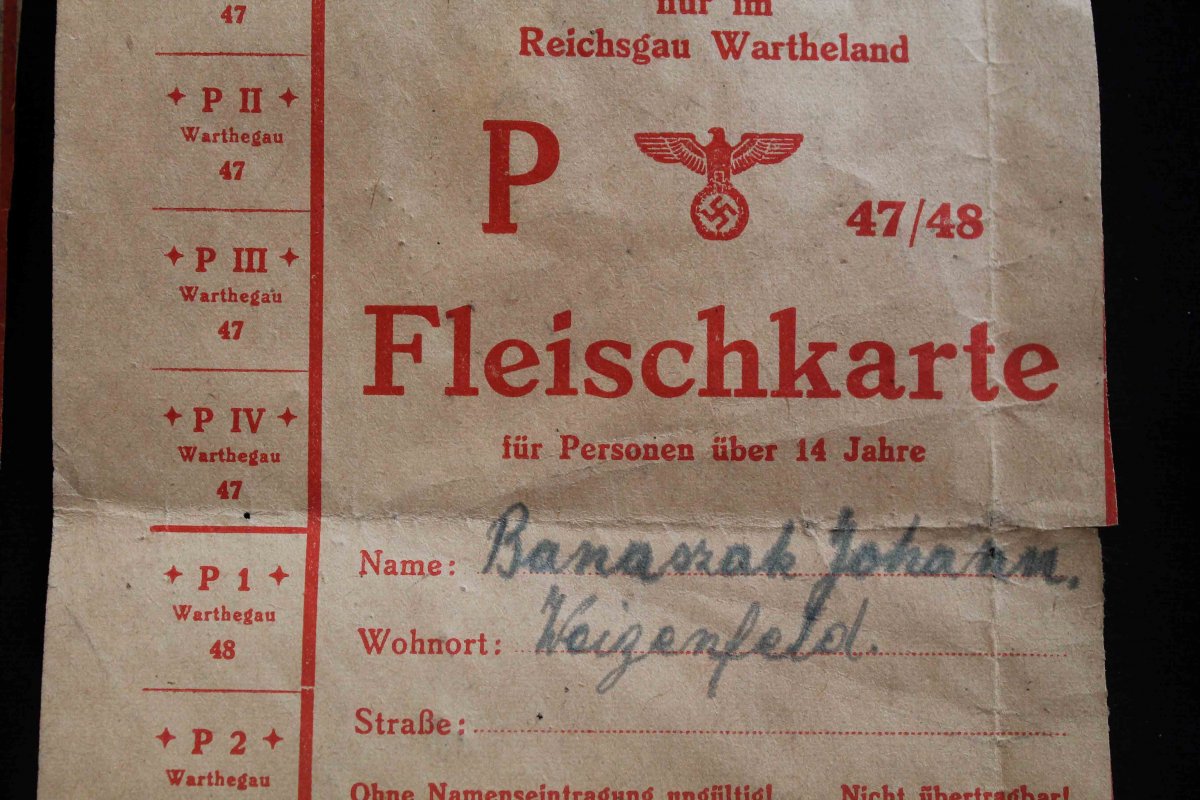 47
✦ P II ✦
Warthegau
47
✦ P III ✦
Warthegau
47
✦ P IV ✦
Warthegau
47
✦ P 1 ✦
Warthegau
48
✦ P 2 ✦
Warthegau
nur im
Reichsgau Wartheland
P 47/48
Fleischkarte
für Personen über 14 Jahre
Name: Banaszak Johann.
Wohnort: Weizenfeld.
Straße:
Ohne Namenseintragung ungültig! Nicht übertragbar!